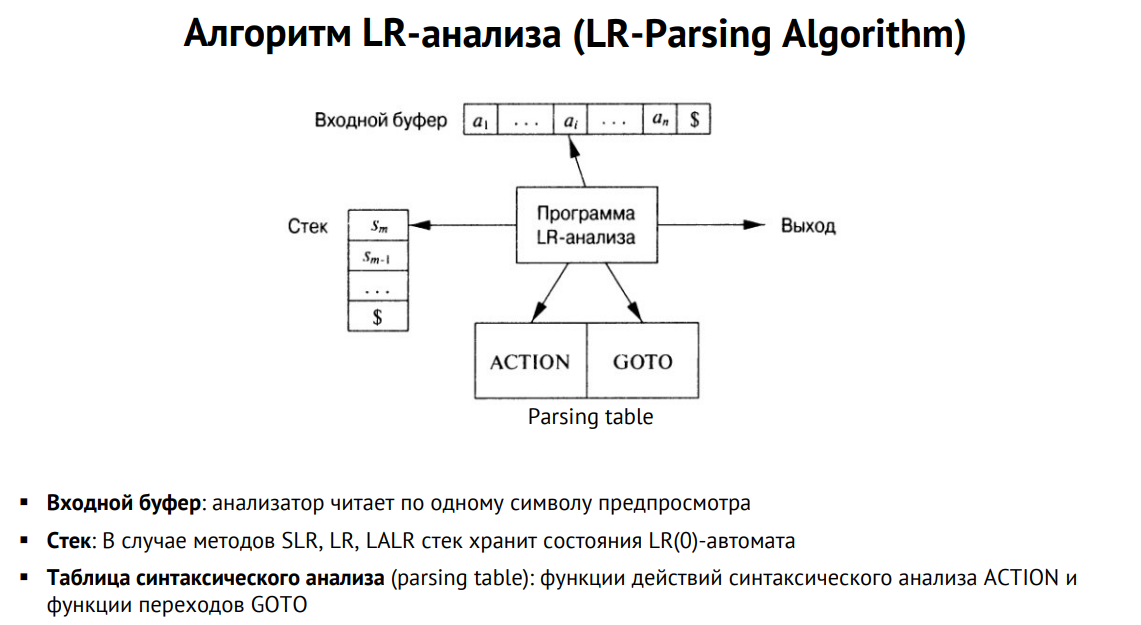 Алгоритм LR-анализа (LR-Parsing Algorithm)
Входной буфер a1 ... ai ... an $
Программа
LR-анализа
Стек
sm
sm-1
...
$
Выход
ACTION GOTO
Parsing table
▪ Входной буфер: анализатор читает по одному символу предпросмотра
▪ Стек: В случае методов SLR, LR, LALR стек хранит состояния LR(0)-автомата
▪ Таблица синтаксического анализа (parsing table): функции действий синтаксического анализа ACTION и
функции переходов GOTO